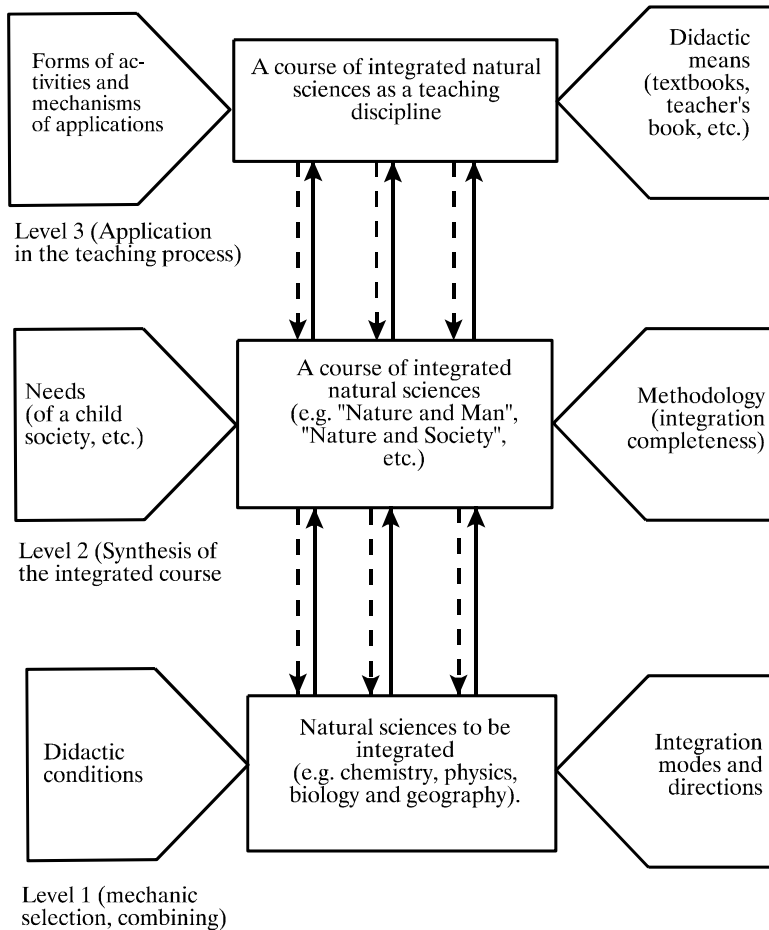 Forms of ac-
tivities and
mechanisms
of applications
A course of integrated natural
sciences as a teaching
discipline
Didactic
means
(textbooks,
teacher's
book, etc.)
Level 3 (Application
in the teaching process)
Needs
(of a child
society, etc.)
A course of integrated
natural sciences
(e.g. "Nature and Man",
"Nature and Society",
etc.)
Methodology
(integration
completeness)
Level 2 (Synthesis of
the integrated course
Didactic
conditions
Natural sciences to be
integrated
(e.g. chemistry, physics,
biology and geography).
Integration
modes and
directions
Level 1 (mechanic
selection, combining)